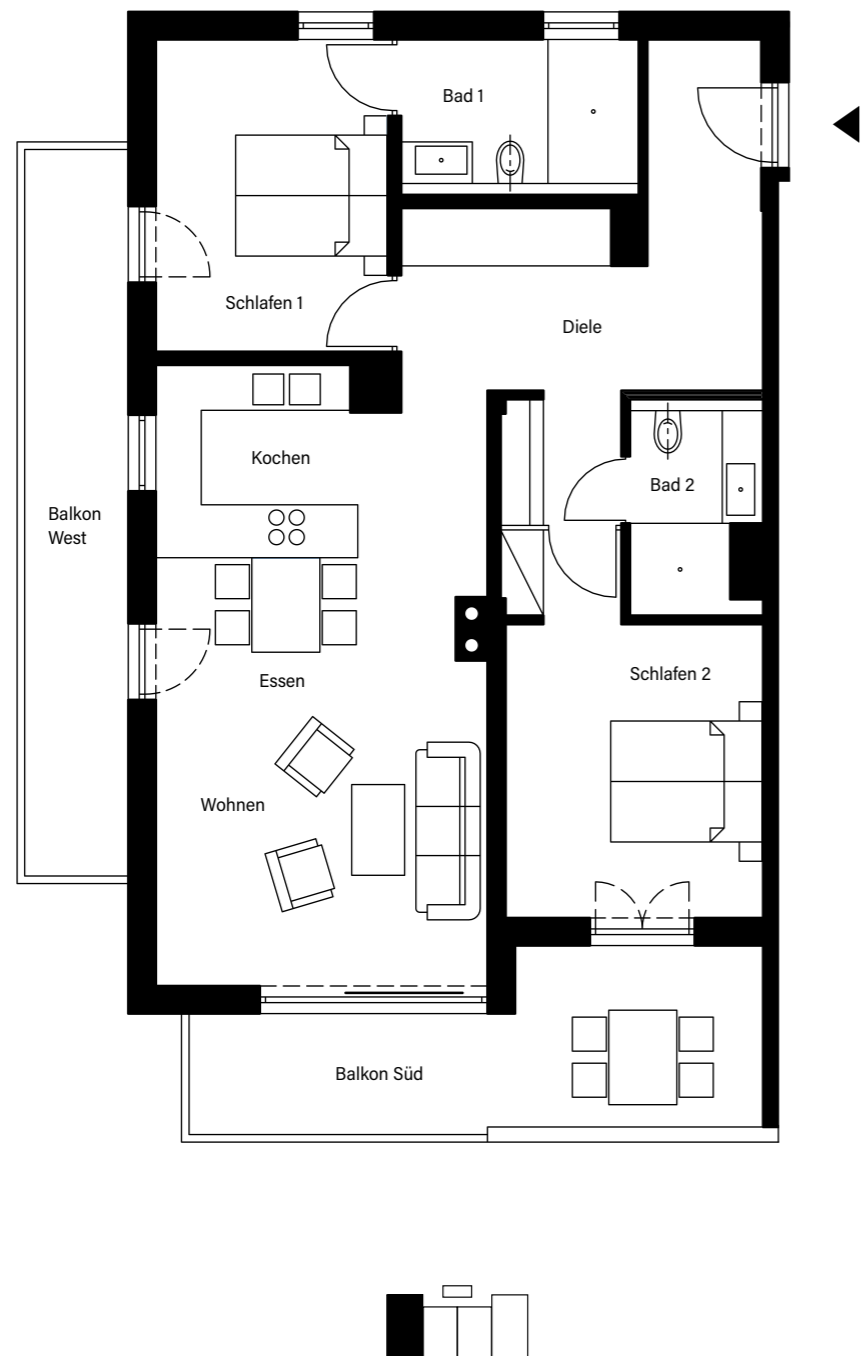 Bad 1
Schlafen 1
Diele
Kochen
Bad 2
Balkon
West
Essen
Schlafen 2
Wohnen
Balkon Süd